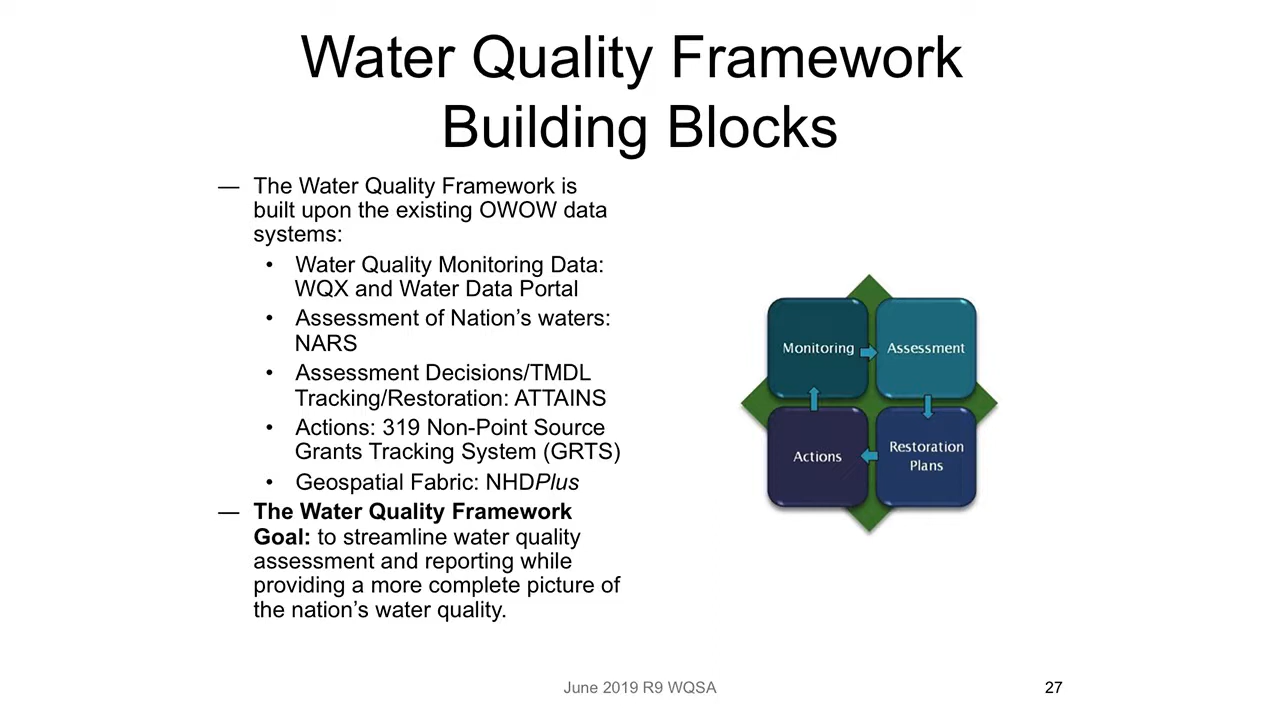 Water Quality Framework
Building Blocks
— The Water Quality Framework is
built upon the existing OWOW data
systems:
• Water Quality Monitoring Data:
WQX and Water Data Portal
• Assessment of Nation’s waters:
NARS
• Assessment Decisions/TMDL
Tracking/Restoration: ATTAINS
• Actions: 319 Non-Point Source
Grants Tracking System (GRTS)
• Geospatial Fabric: NHDPlus
— The Water Quality Framework
Goal: to streamline water quality
assessment and reporting while
providing a more complete picture of
the nation’s water quality.
Monitoring
Assessment
Actions
Restoration
Plans
June 2019 R9 WQSA
27